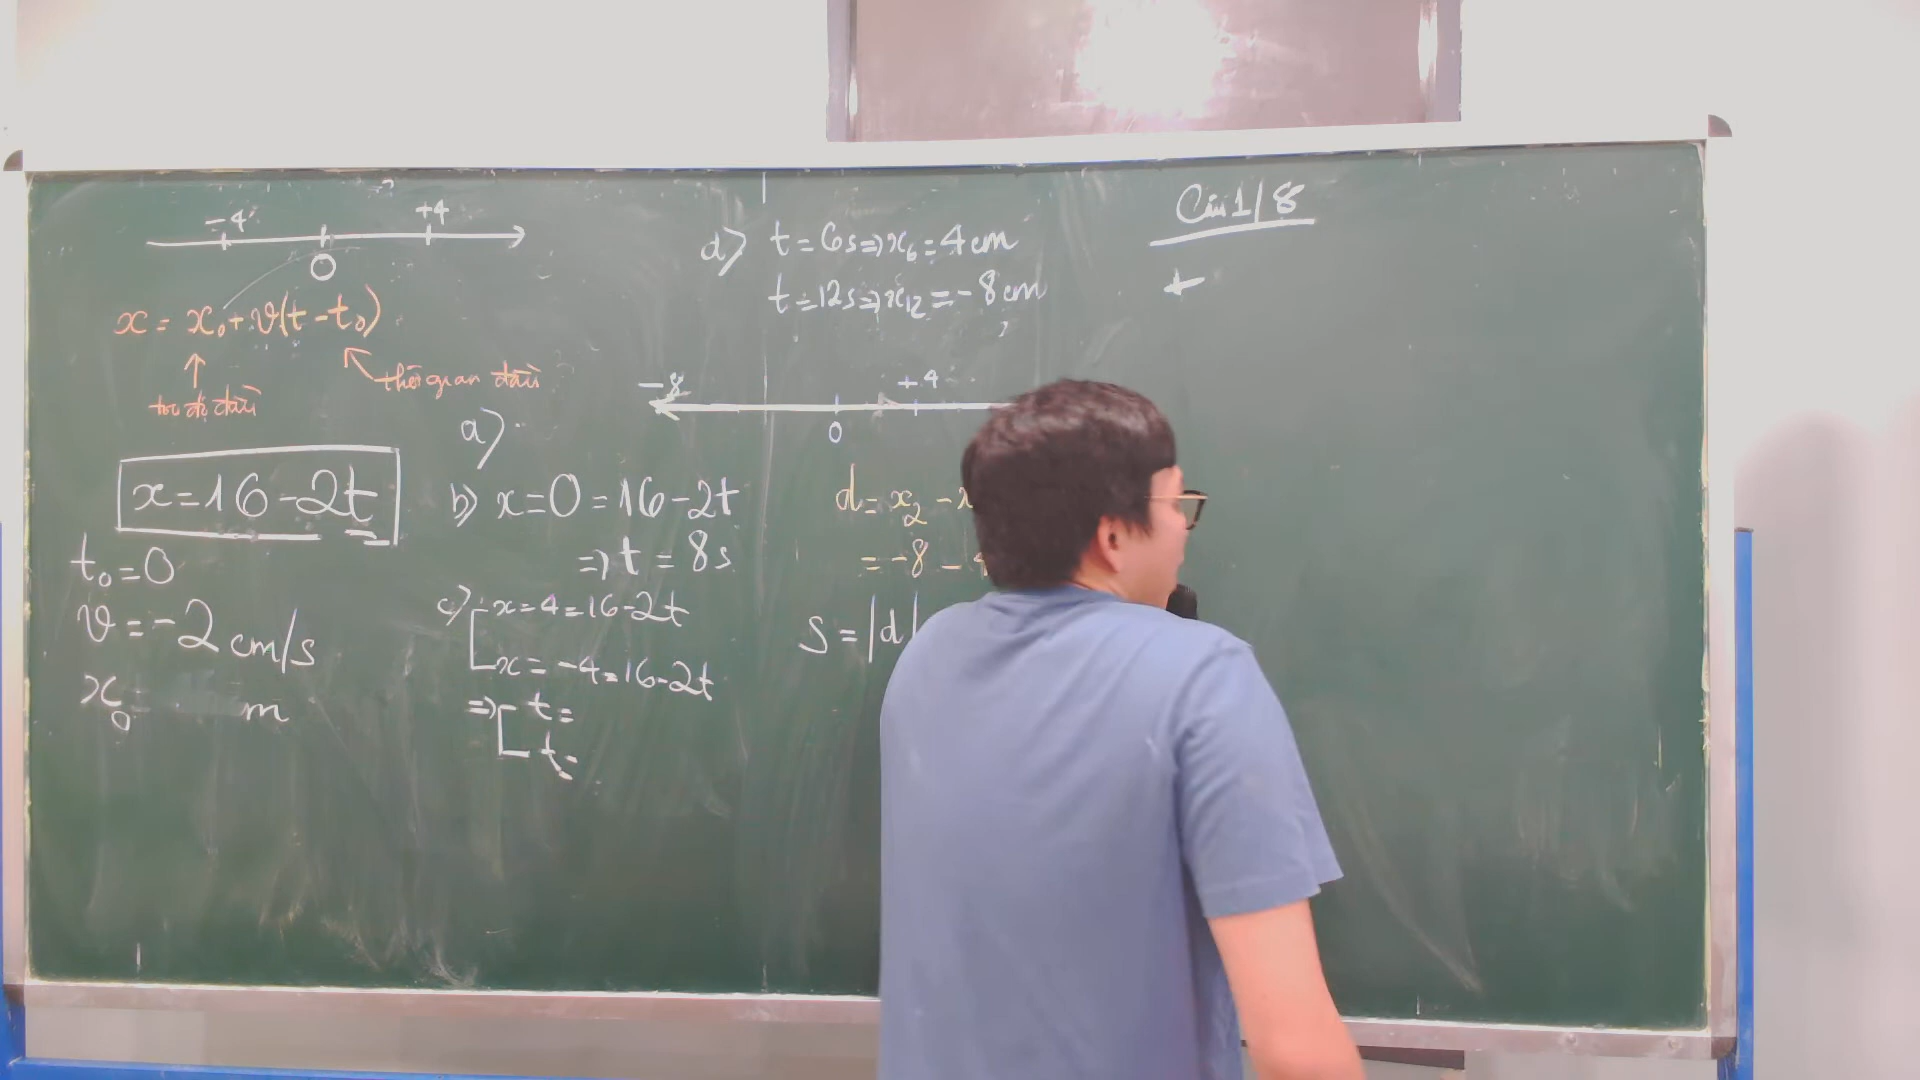 -4 +4
O
x = x₀ + v(t - t₀)
toạ độ đầu
thời gian đầu
x = 16 - 2t
t₀ = 0
v = -2 cm/s
x₀ m
a)
b) x = 0 = 16 - 2t
=> t = 8s
c) x = 4 = 16 - 2t
x = -4 = 16 - 2t
=> t =
t =
d) t = 6s => x₆ = 4 cm
t = 12s => x₁₂ = -8 cm
-8 +4
0
d = x₂ -
= -8 -
S = |d|
Câu 1/8
+